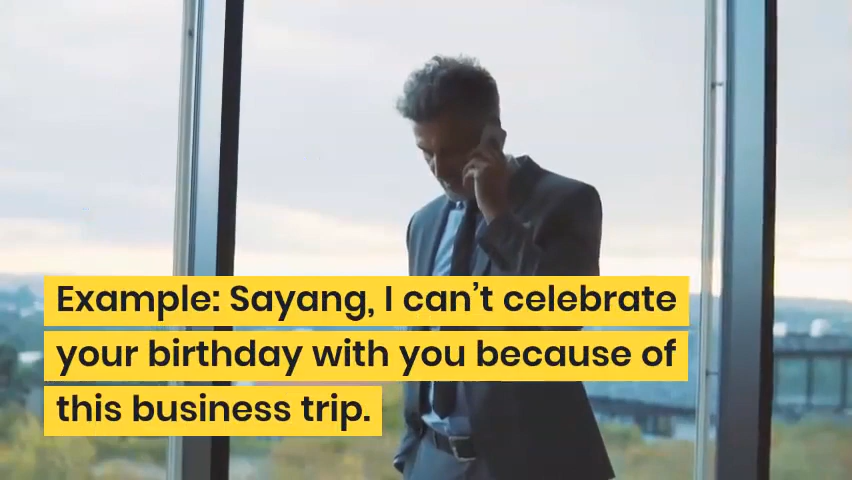 Example: Sayang, I can’t celebrate
your birthday with you because of
this business trip.